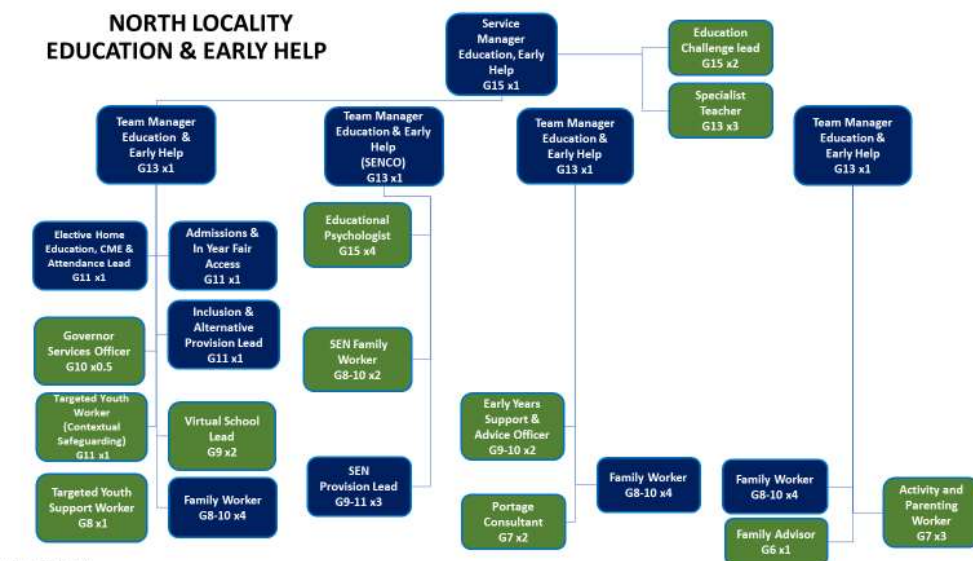 NORTH LOCALITY
EDUCATION & EARLY HELP
Service
Manager
Education, Early
Help
G15 x1
Education
Challenge lead
G15 x2
Specialist
Teacher
G13 x3
Team Manager
Education &
Early Help
G13 x1
Team Manager
Education & Early
Help
(SENCO)
G13 x1
Team Manager
Education &
Early Help
G13 x1
Team Manager
Education &
Early Help
G13 x1
Elective Home
Education, CME &
Attendance Lead
G11 x1
Admissions &
In Year Fair
Access
G11 x1
Inclusion &
Alternative
Provision Lead
G11 x1
Governor
Services Officer
G10 x0.5
Targeted Youth
Worker
(Contextual
Safeguarding)
G11 x1
Virtual School
Lead
G9 x2
Targeted Youth
Support Worker
G8 x1
Family Worker
G8-10 x4
Educational
Psychologist
G15 x4
SEN Family
Worker
G8-10 x2
SEN
Provision Lead
G9-11 x3
Early Years
Support &
Advice Officer
G9-10 x2
Portage
Consultant
G7 x2
Family Worker
G8-10 x4
Family Worker
G8-10 x4
Family Advisor
G6 x1
Activity and
Parenting
Worker
G7 x3